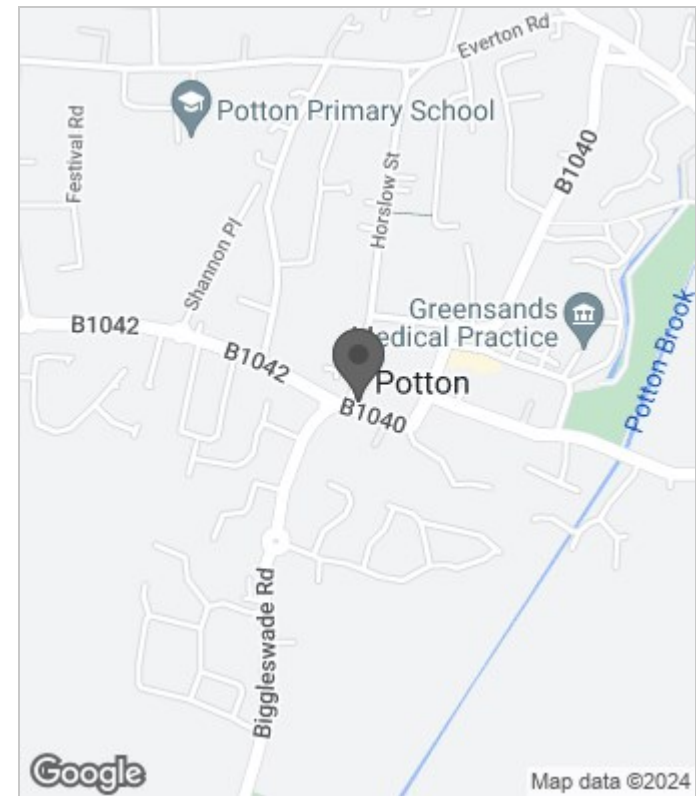 Everton Rd
Potton Primary School
Festival Rd
B1040
Horslow St
Shannon Pl
Greensands
Medical Practice
B1042
B1042
Potton
B1040
Potton Brook
Biggleswade Rd
Google
Map data ©2024